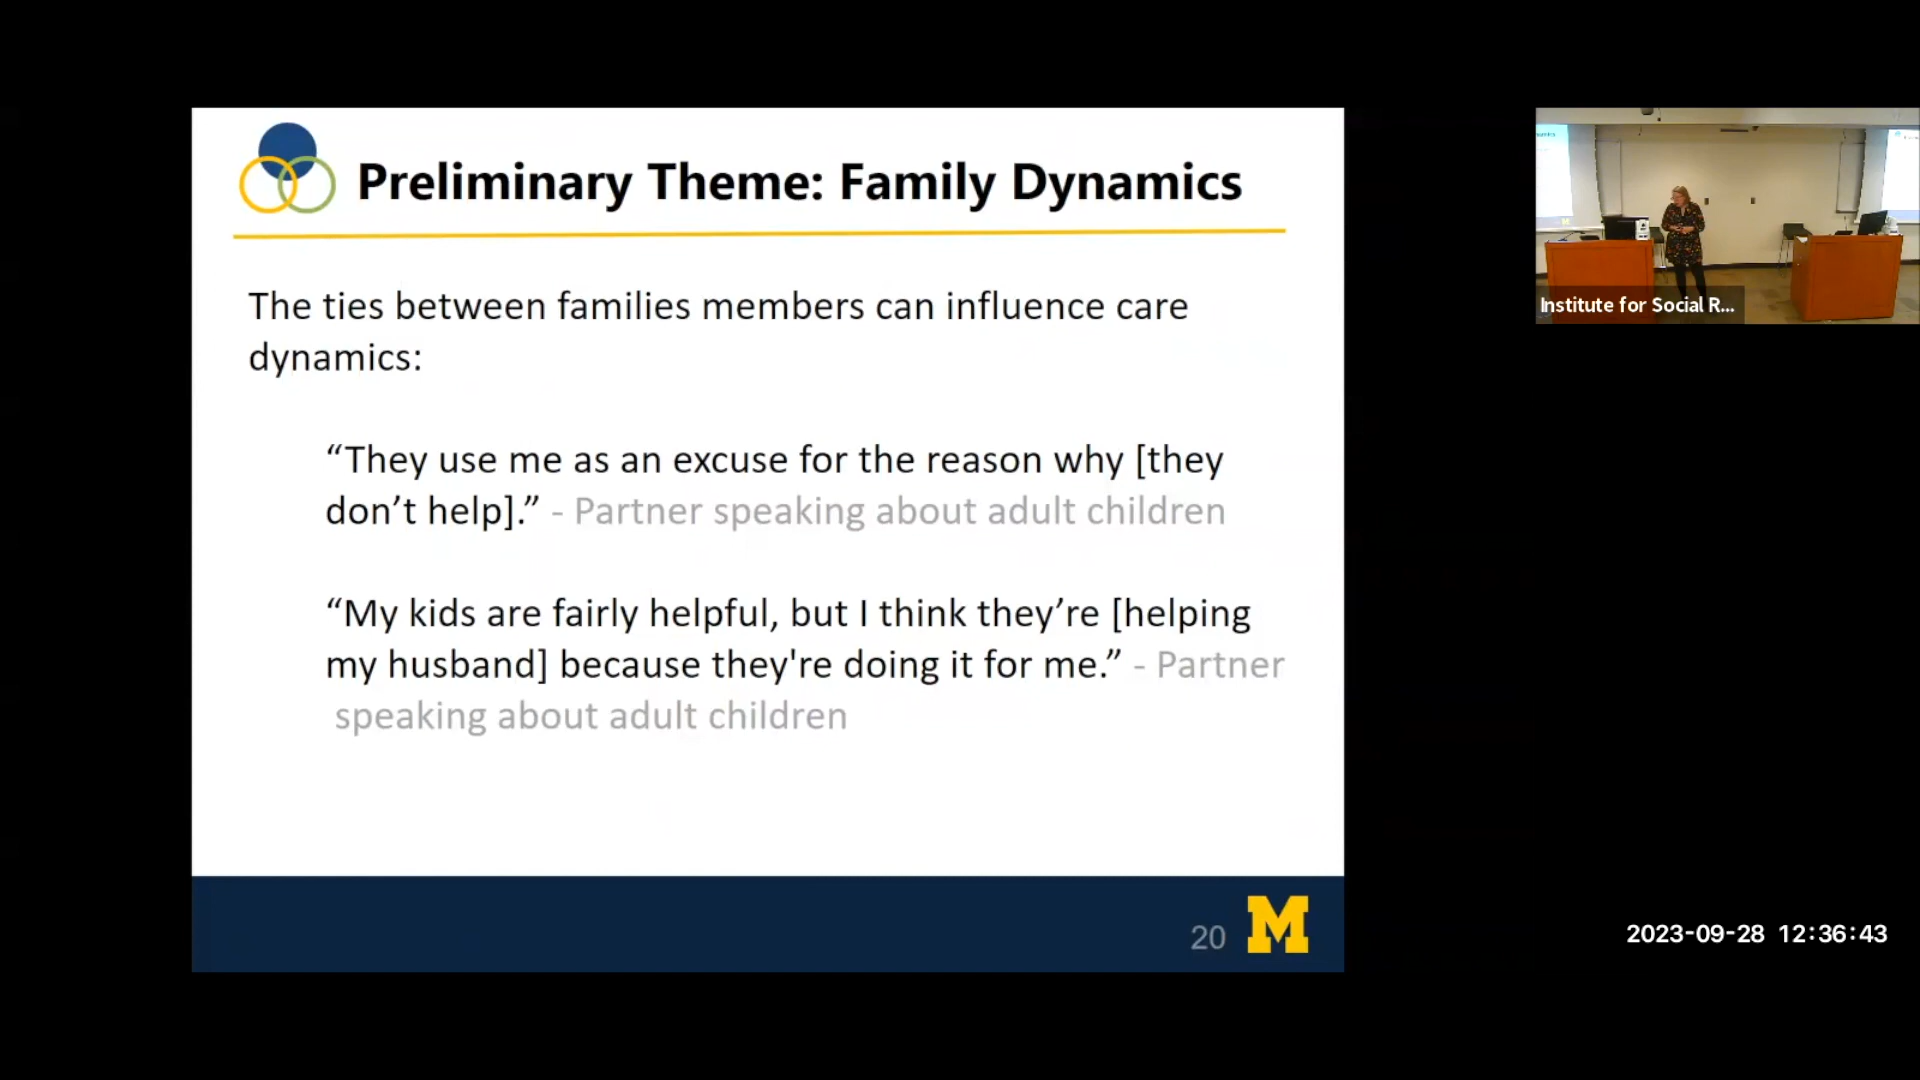 Preliminary Theme: Family Dynamics
The ties between families members can influence care
dynamics:
“They use me as an excuse for the reason why [they
don’t help].” - Partner speaking about adult children
“My kids are fairly helpful, but I think they’re [helping
my husband] because they're doing it for me.” - Partner
speaking about adult children
20
M
Institute for Social R...
2023-09-28 12:36:43